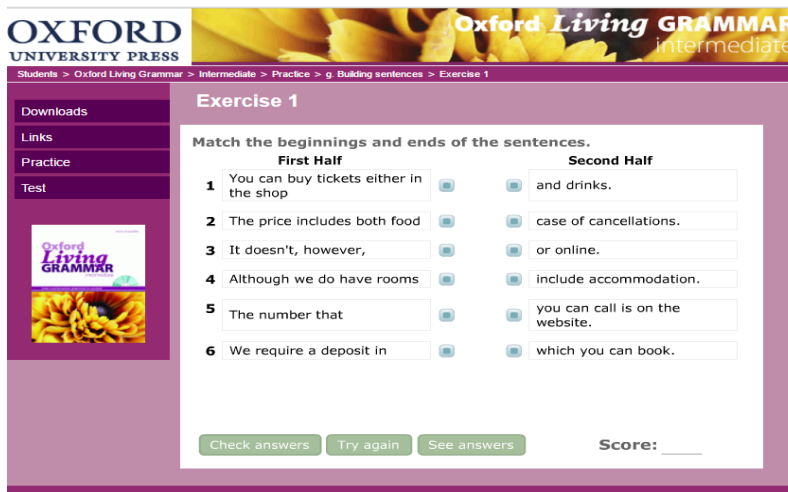 OXFORD
UNIVERSITY PRESS
Oxford Living GRAMMAR
intermediate
Students > Oxford Living Grammar > Intermediate > Practice > g. Building sentences > Exercise 1
Downloads
Links
Practice
Test
Oxford
Living
GRAMMAR
Exercise 1
Match the beginnings and ends of the sentences.
First Half Second Half
1 You can buy tickets either in
the shop
and drinks.
2 The price includes both food case of cancellations.
3 It doesn't, however, or online.
4 Although we do have rooms include accommodation.
5 The number that
you can call is on the
website.
6 We require a deposit in which you can book.
Check answers Try again See answers Score: